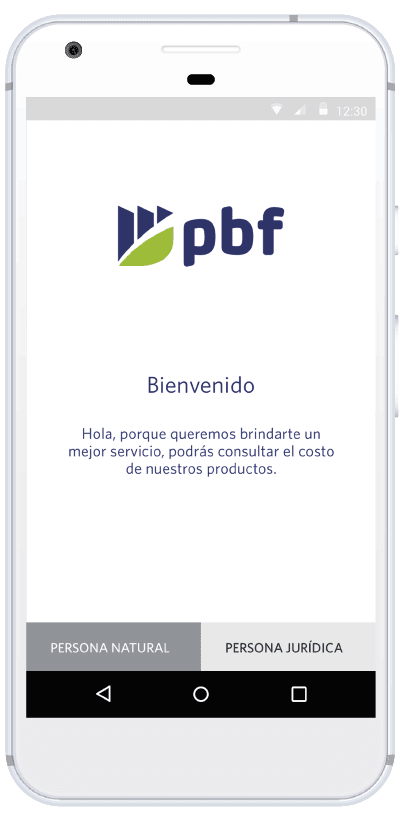 12:30
pbf
Bienvenido
Hola, porque queremos brindarte un
mejor servicio, podrás consultar el costo
de nuestros productos.
PERSONA NATURAL
PERSONA JURÍDICA